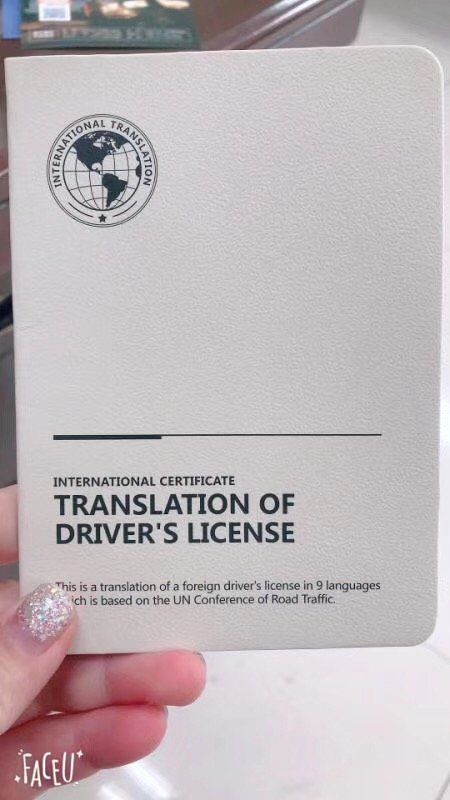 INTERNATIONAL TRANSLATION
INTERNATIONAL CERTIFICATE
TRANSLATION OF
DRIVER'S LICENSE
This is a translation of a foreign driver's license in 9 languages
which is based on the UN Conference of Road Traffic.
FACEU